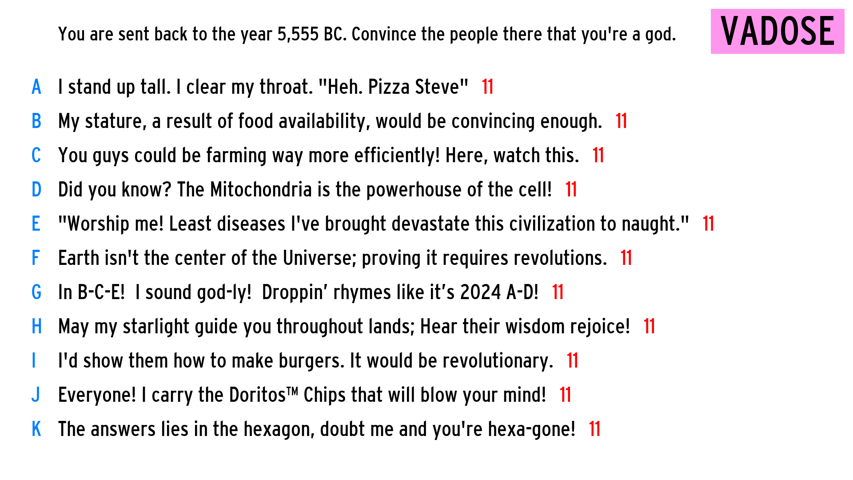 You are sent back to the year 5,555 BC. Convince the people there that you're a god.
VADOSE
A I stand up tall. I clear my throat. "Heh. Pizza Steve" 11
B My stature, a result of food availability, would be convincing enough. 11
C You guys could be farming way more efficiently! Here, watch this. 11
D Did you know? The Mitochondria is the powerhouse of the cell! 11
E "Worship me! Least diseases I've brought devastate this civilization to naught." 11
F Earth isn't the center of the Universe; proving it requires revolutions. 11
G In B-C-E!  I sound god-ly!  Droppin’ rhymes like it’s 2024 A-D! 11
H May my starlight guide you throughout lands; Hear their wisdom rejoice! 11
I I'd show them how to make burgers. It would be revolutionary. 11
J Everyone! I carry the Doritos™ Chips that will blow your mind! 11
K The answers lies in the hexagon, doubt me and you're hexa-gone! 11